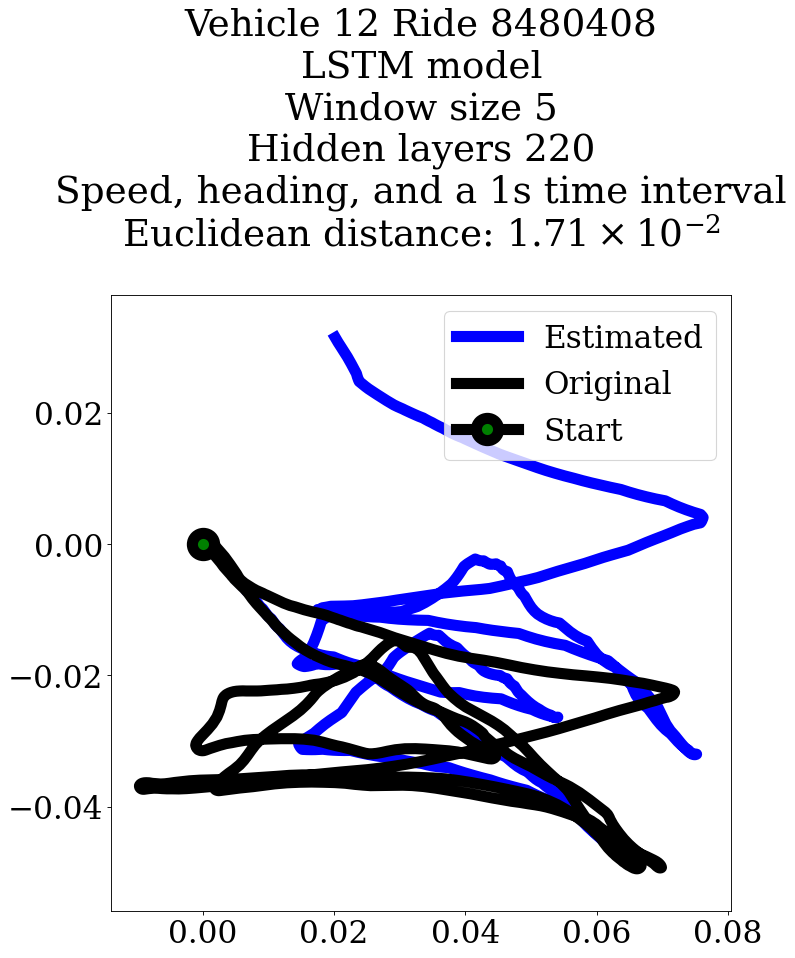 Vehicle 12 Ride 8480408
LSTM model
Window size 5
Hidden layers 220
Speed, heading, and a 1s time interval
Euclidean distance: 1.71 × 10⁻²
Estimated
Original
Start
0.02
0.00
−0.02
−0.04
0.00 0.02 0.04 0.06 0.08